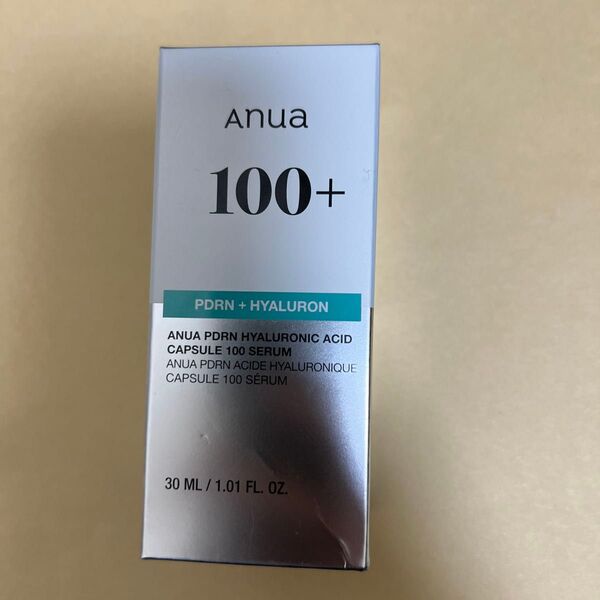 Anua
100+
PDRN + HYALURON
ANUA PDRN HYALURONIC ACID
CAPSULE 100 SERUM
ANUA PDRN ACIDE HYALURONIQUE
CAPSULE 100 SÉRUM
30 ML / 1.01 FL. OZ.